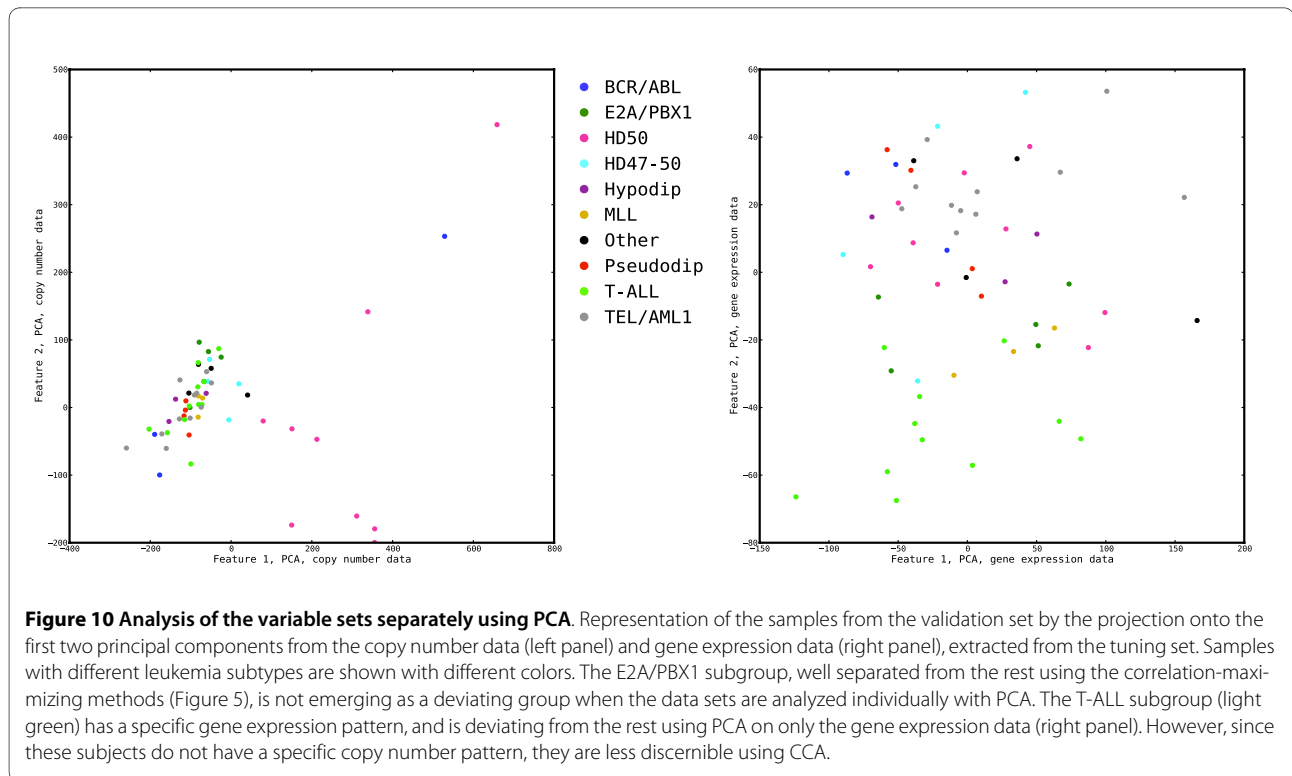 500
400
300
200
100
0
−100
−200
−400
−200
0
200
400
600
800
Feature 1, PCA, copy number data
Feature 2, PCA, copy number data
BCR/ABL
E2A/PBX1
HD50
HD47-50
Hypodip
MLL
Other
Pseudodip
T-ALL
TEL/AML1
60
40
20
0
−20
−40
−60
−80
−150
−100
−50
0
50
100
150
200
Feature 1, PCA, gene expression data
Feature 2, PCA, gene expression data
Figure 10 Analysis of the variable sets separately using PCA. Representation of the samples from the validation set by the projection onto the
first two principal components from the copy number data (left panel) and gene expression data (right panel), extracted from the tuning set. Samples
with different leukemia subtypes are shown with different colors. The E2A/PBX1 subgroup, well separated from the rest using the correlation-maxi-
mizing methods (Figure 5), is not emerging as a deviating group when the data sets are analyzed individually with PCA. The T-ALL subgroup (light
green) has a specific gene expression pattern, and is deviating from the rest using PCA on only the gene expression data (right panel). However, since
these subjects do not have a specific copy number pattern, they are less discernible using CCA.